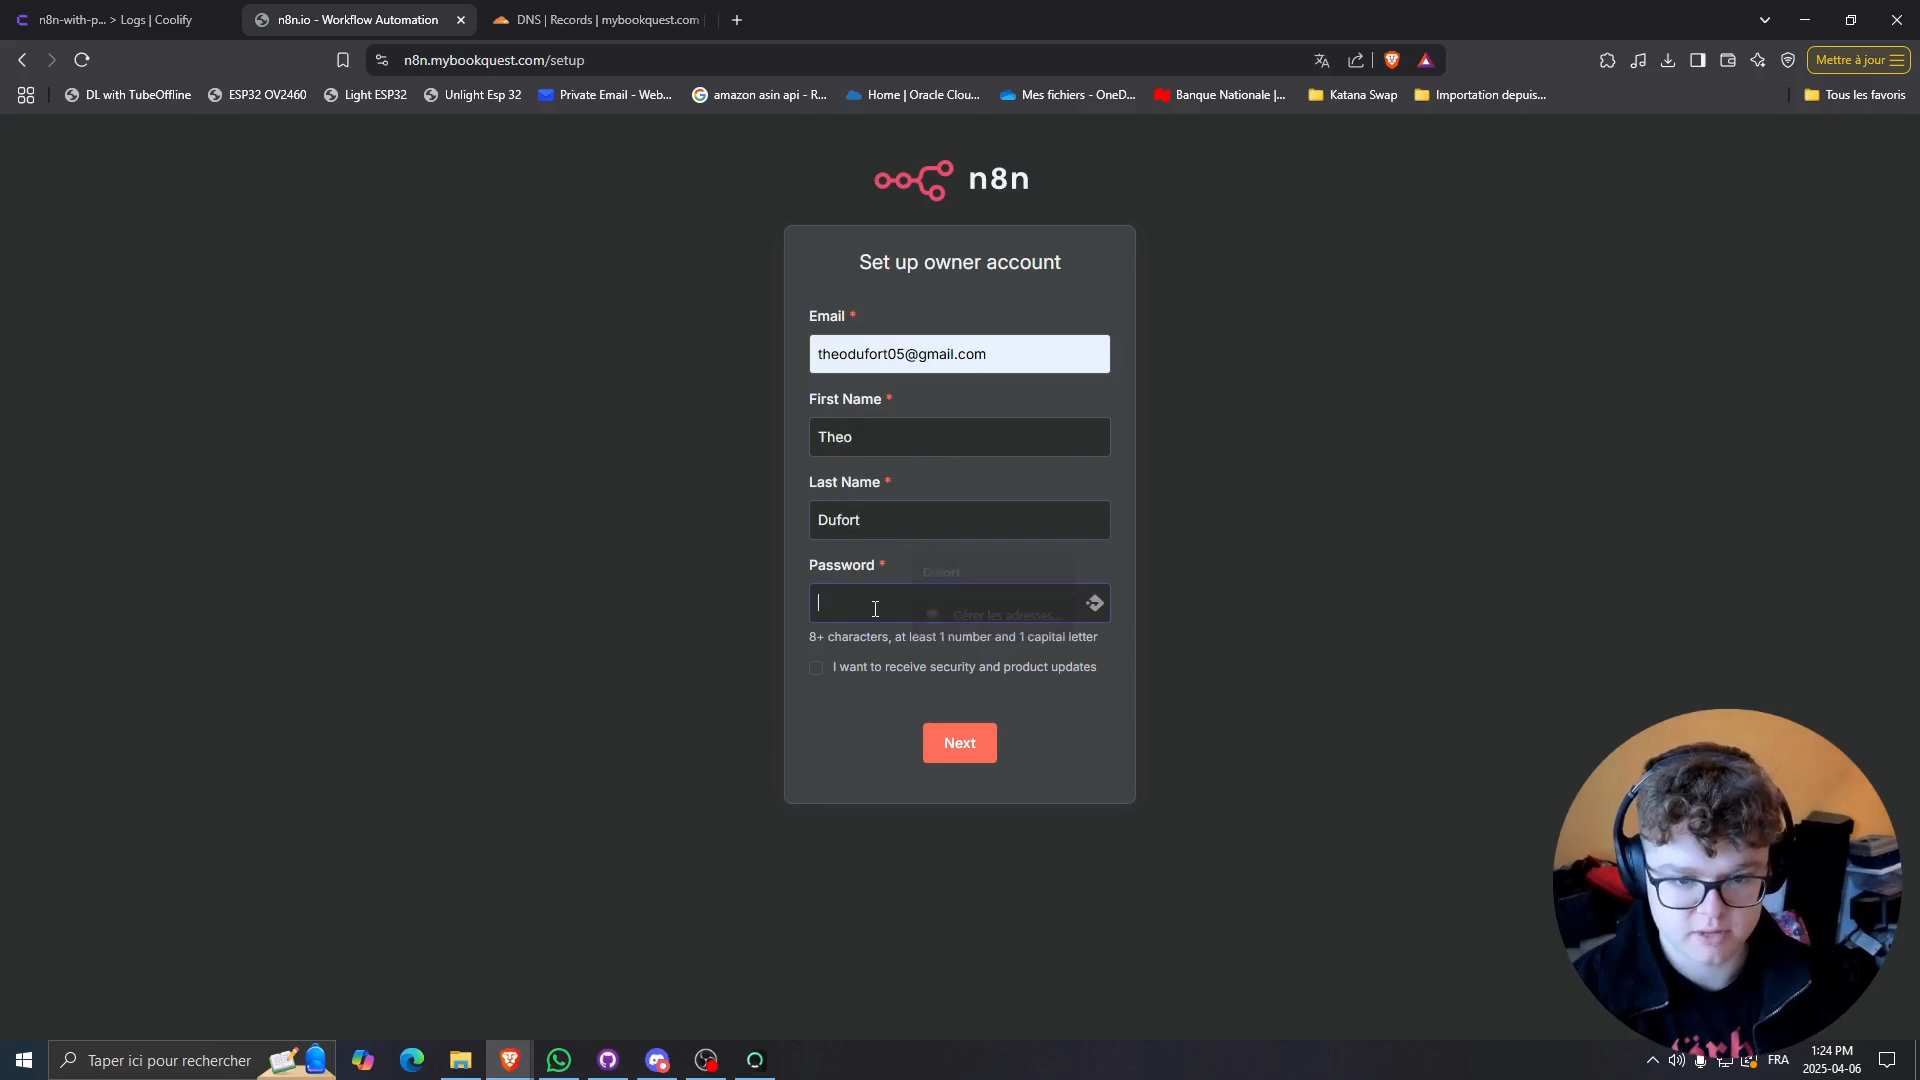 n8n-with-p... > Logs | Coolify
n8n.io - Workflow Automation
DNS | Records | mybookquest.com
n8n.mybookquest.com/setup
Mettre à jour
DL with TubeOffline
ESP32 OV2460
Light ESP32
Unlight Esp 32
Private Email - Web...
amazon asin api - R...
Home | Oracle Clou...
Mes fichiers - OneD...
Banque Nationale |...
Katana Swap
Importation depuis...
Tous les favoris
n8n
Set up owner account
Email *
theodufort05@gmail.com
First Name *
Theo
Last Name *
Dufort
Password *
Dufort
Gérer les adresses...
8+ characters, at least 1 number and 1 capital letter
I want to receive security and product updates
Next
Taper ici pour rechercher
FRA
1:24 PM
2025-04-06